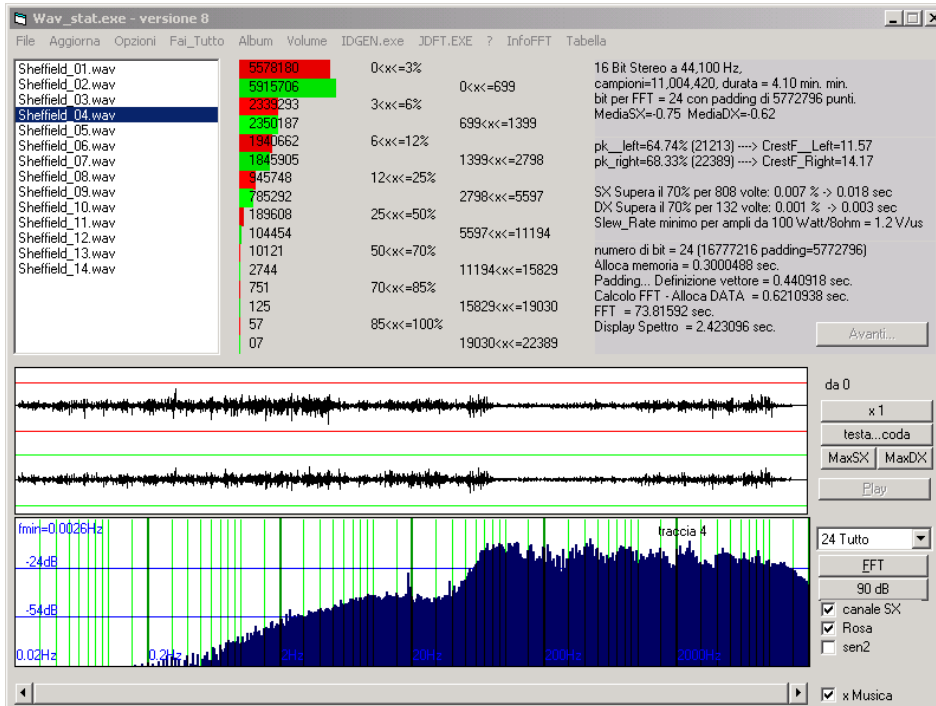 Wav_stat.exe - versione 8
File Aggiorna Opzioni Fai_Tutto Album Volume IDGEN.exe JDFT.EXE ? InfoFFT Tabella
Sheffield_01.wav
Sheffield_02.wav
Sheffield_03.wav
Sheffield_04.wav
Sheffield_05.wav
Sheffield_06.wav
Sheffield_07.wav
Sheffield_08.wav
Sheffield_09.wav
Sheffield_10.wav
Sheffield_11.wav
Sheffield_12.wav
Sheffield_13.wav
Sheffield_14.wav
5578180 0<x<=3%
5915706 0<x<=699
2339293 3<x<=6%
2350187 699<x<=1399
1940662 6<x<=12%
1845905 1399<x<=2798
945748 12<x<=25%
785292 2798<x<=5597
189608 25<x<=50%
104454 5597<x<=11194
10121 50<x<=70%
2744 11194<x<=15829
751 70<x<=85%
125 15829<x<=19030
57 85<x<=100%
07 19030<x<=22389
16 Bit Stereo a 44,100 Hz,
campioni=11,004,420, durata = 4.10 min. min.
bit per FFT = 24 con padding di 5772796 punti.
MediaSX=-0.75 MediaDX=-0.62
pk__left=64.74% (21213) ----> CrestF__Left=11.57
pk_right=68.33% (22389) ----> CrestF_Right=14.17
SX Supera il 70% per 808 volte: 0.007 % -> 0.018 sec
DX Supera il 70% per 132 volte: 0.001 % -> 0.003 sec
Slew_Rate minimo per ampli da 100 Watt/8ohm = 1.2 V/us
numero di bit = 24 (16777216 padding=5772796)
Alloca memoria = 0.3000488 sec.
Padding... Definizione vettore = 0.440918 sec.
Calcolo FFT - Alloca DATA = 0.6210938 sec.
FFT = 73.81592 sec.
Display Spettro = 2.423096 sec.
Avanti...
da 0
x 1
testa...coda
MaxSX MaxDX
Play
fmin=0.0026Hz
traccia 4
-24dB
-54dB
0.02Hz 0.2Hz 2Hz 20Hz 200Hz 2000Hz
24 Tutto
FFT
90 dB
canale SX
Rosa
sen2
x Musica